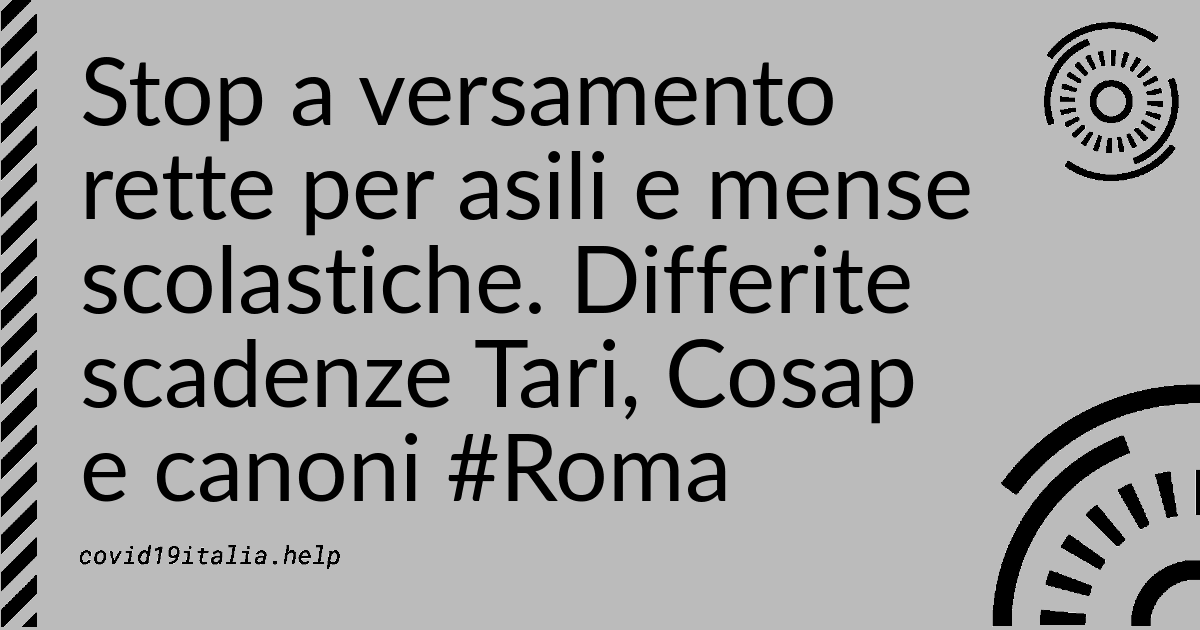 Stop a versamento
rette per asili e mense
scolastiche. Differite
scadenze Tari, Cosap
e canoni #Roma
covid19italia.help